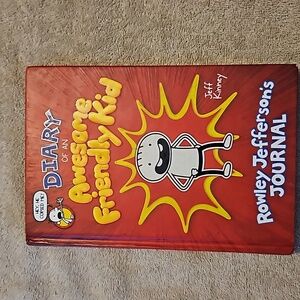 DIARY
OF AN
Awesome
Friendly Kid
Jeff
Kinney
Rowley Jefferson's
JOURNAL